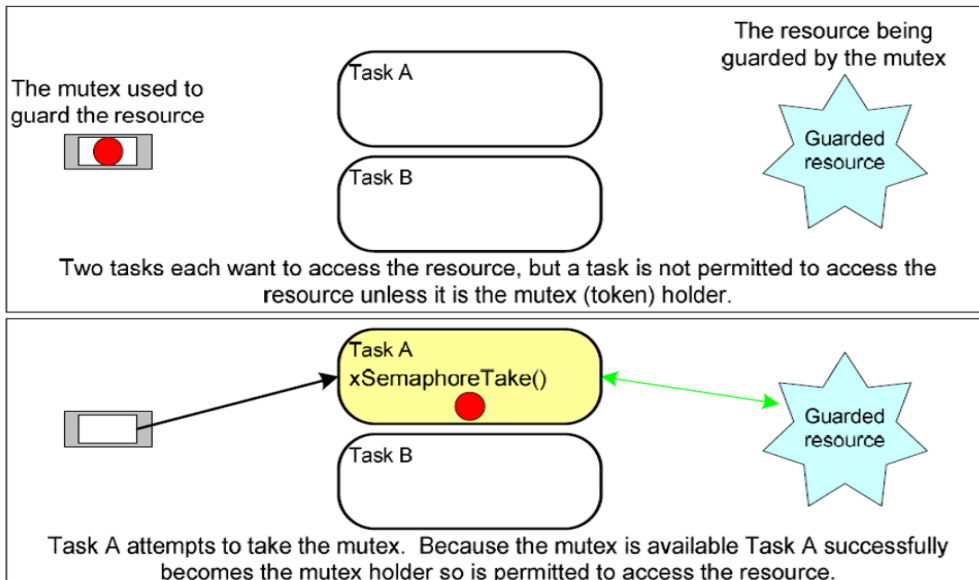 The resource being
guarded by the mutex
Task A
The mutex used to
guard the resource
Guarded
resource
Task B
Two tasks each want to access the resource, but a task is not permitted to access the
resource unless it is the mutex (token) holder.
Task A
xSemaphoreTake()
Guarded
resource
Task B
Task A attempts to take the mutex.  Because the mutex is available Task A successfully
becomes the mutex holder so is permitted to access the resource.